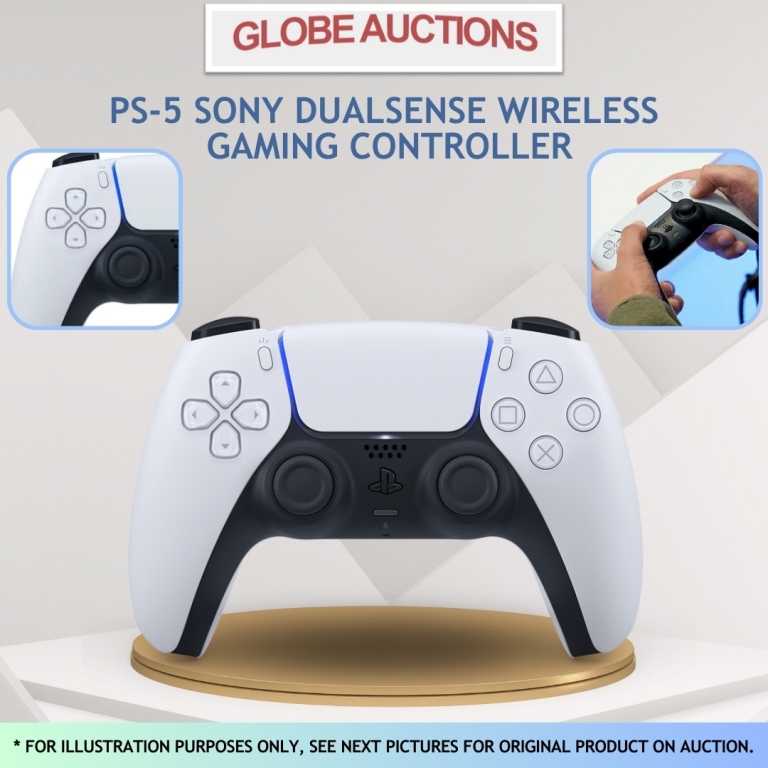 GLOBE AUCTIONS
PS-5 SONY DUALSENSE WIRELESS
GAMING CONTROLLER
* FOR ILLUSTRATION PURPOSES ONLY, SEE NEXT PICTURES FOR ORIGINAL PRODUCT ON AUCTION.